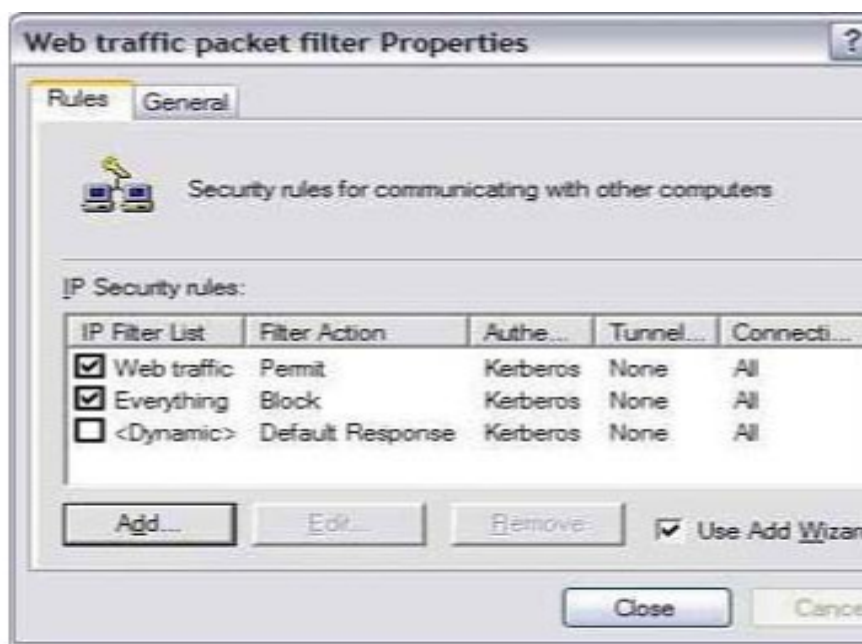 Web traffic packet filter Properties ?
Rules General
Security rules for communicating with other computers
IP Security rules:
IP Filter List Filter Action Authe... Tunnel... Connecti...
Web traffic Permit Kerberos None All
Everything Block Kerberos None All
<Dynamic> Default Response Kerberos None All
Add... Edit... Remove Use Add Wizar
Close Cance